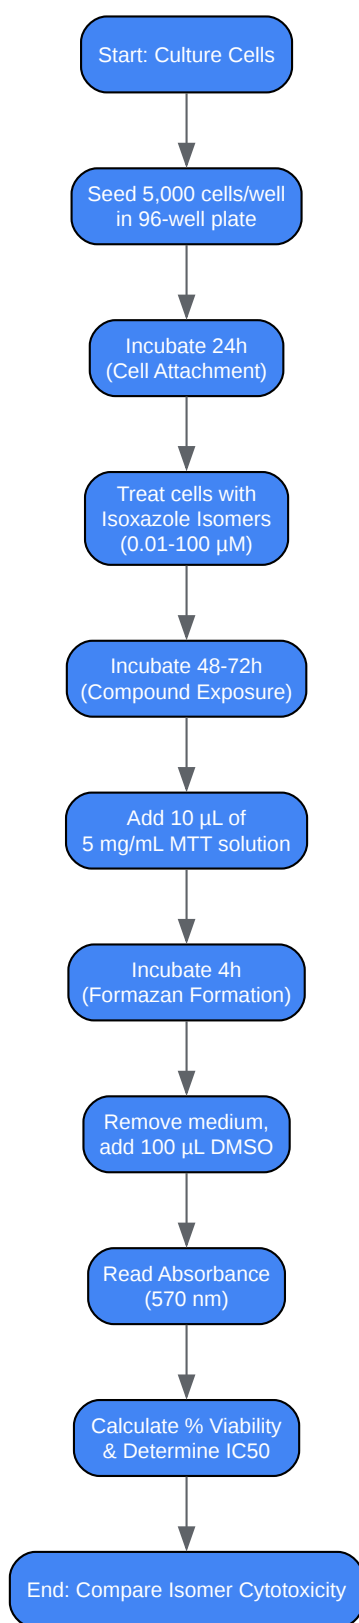 Start: Culture Cells
Seed 5,000 cells/well
in 96-well plate
Incubate 24h
(Cell Attachment)
Treat cells with
Isoxazole Isomers
(0.01-100 µM)
Incubate 48-72h
(Compound Exposure)
Add 10 µL of
5 mg/mL MTT solution
Incubate 4h
(Formazan Formation)
Remove medium,
add 100 µL DMSO
Read Absorbance
(570 nm)
Calculate % Viability
& Determine IC50
End: Compare Isomer Cytotoxicity